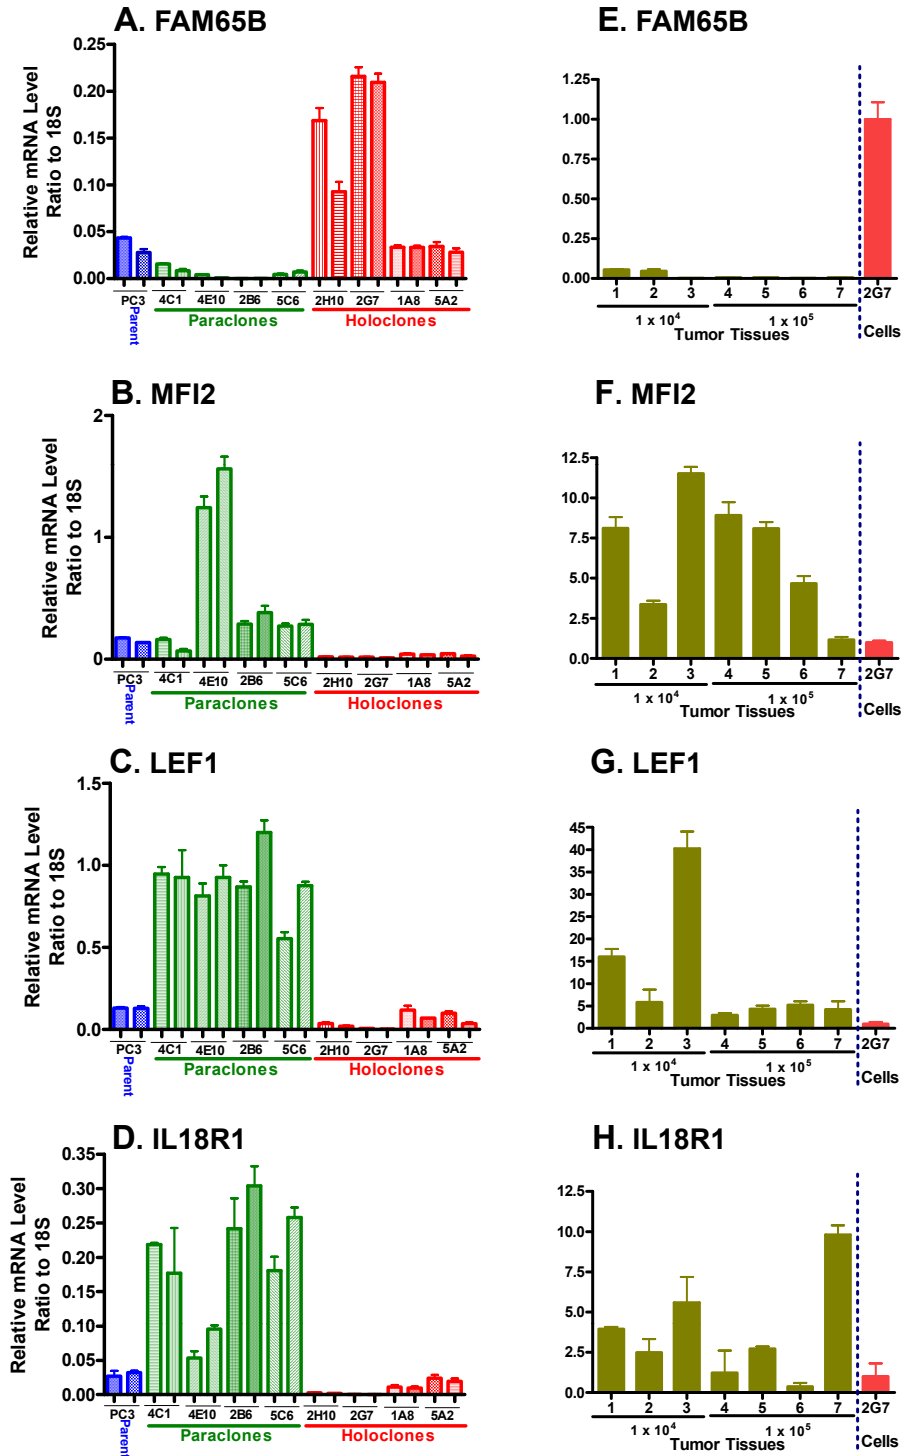 A. FAM65B
Relative mRNA Level
Ratio to 18S
0.25
0.20
0.15
0.10
0.05
0.00
PC3 4C1 4E10 2B6 5C6 2H10 2G7 1A8 5A2
Parent
Paraclones Holoclones
E. FAM65B
1.25
1.00
0.75
0.50
0.25
0.00
1 2 3 4 5 6 7 2G7
1 x 10⁴ 1 x 10⁵
Tumor Tissues Cells
B. MFI2
Relative mRNA Level
Ratio to 18S
2
1
0
PC3 4C1 4E10 2B6 5C6 2H10 2G7 1A8 5A2
Parent
Paraclones Holoclones
F. MFI2
12.5
10.0
7.5
5.0
2.5
0.0
1 2 3 4 5 6 7 2G7
1 x 10⁴ 1 x 10⁵
Tumor Tissues Cells
C. LEF1
Relative mRNA Level
Ratio to 18S
1.5
1.0
0.5
0.0
PC3 4C1 4E10 2B6 5C6 2H10 2G7 1A8 5A2
Parent
Paraclones Holoclones
G. LEF1
45
40
35
30
25
20
15
10
5
0
1 2 3 4 5 6 7 2G7
1 x 10⁴ 1 x 10⁵
Tumor Tissues Cells
D. IL18R1
Relative mRNA Level
Ratio to 18S
0.35
0.30
0.25
0.20
0.15
0.10
0.05
0.00
PC3 4C1 4E10 2B6 5C6 2H10 2G7 1A8 5A2
Parent
Paraclones Holoclones
H. IL18R1
12.5
10.0
7.5
5.0
2.5
0.0
1 2 3 4 5 6 7 2G7
1 x 10⁴ 1 x 10⁵
Tumor Tissues Cells